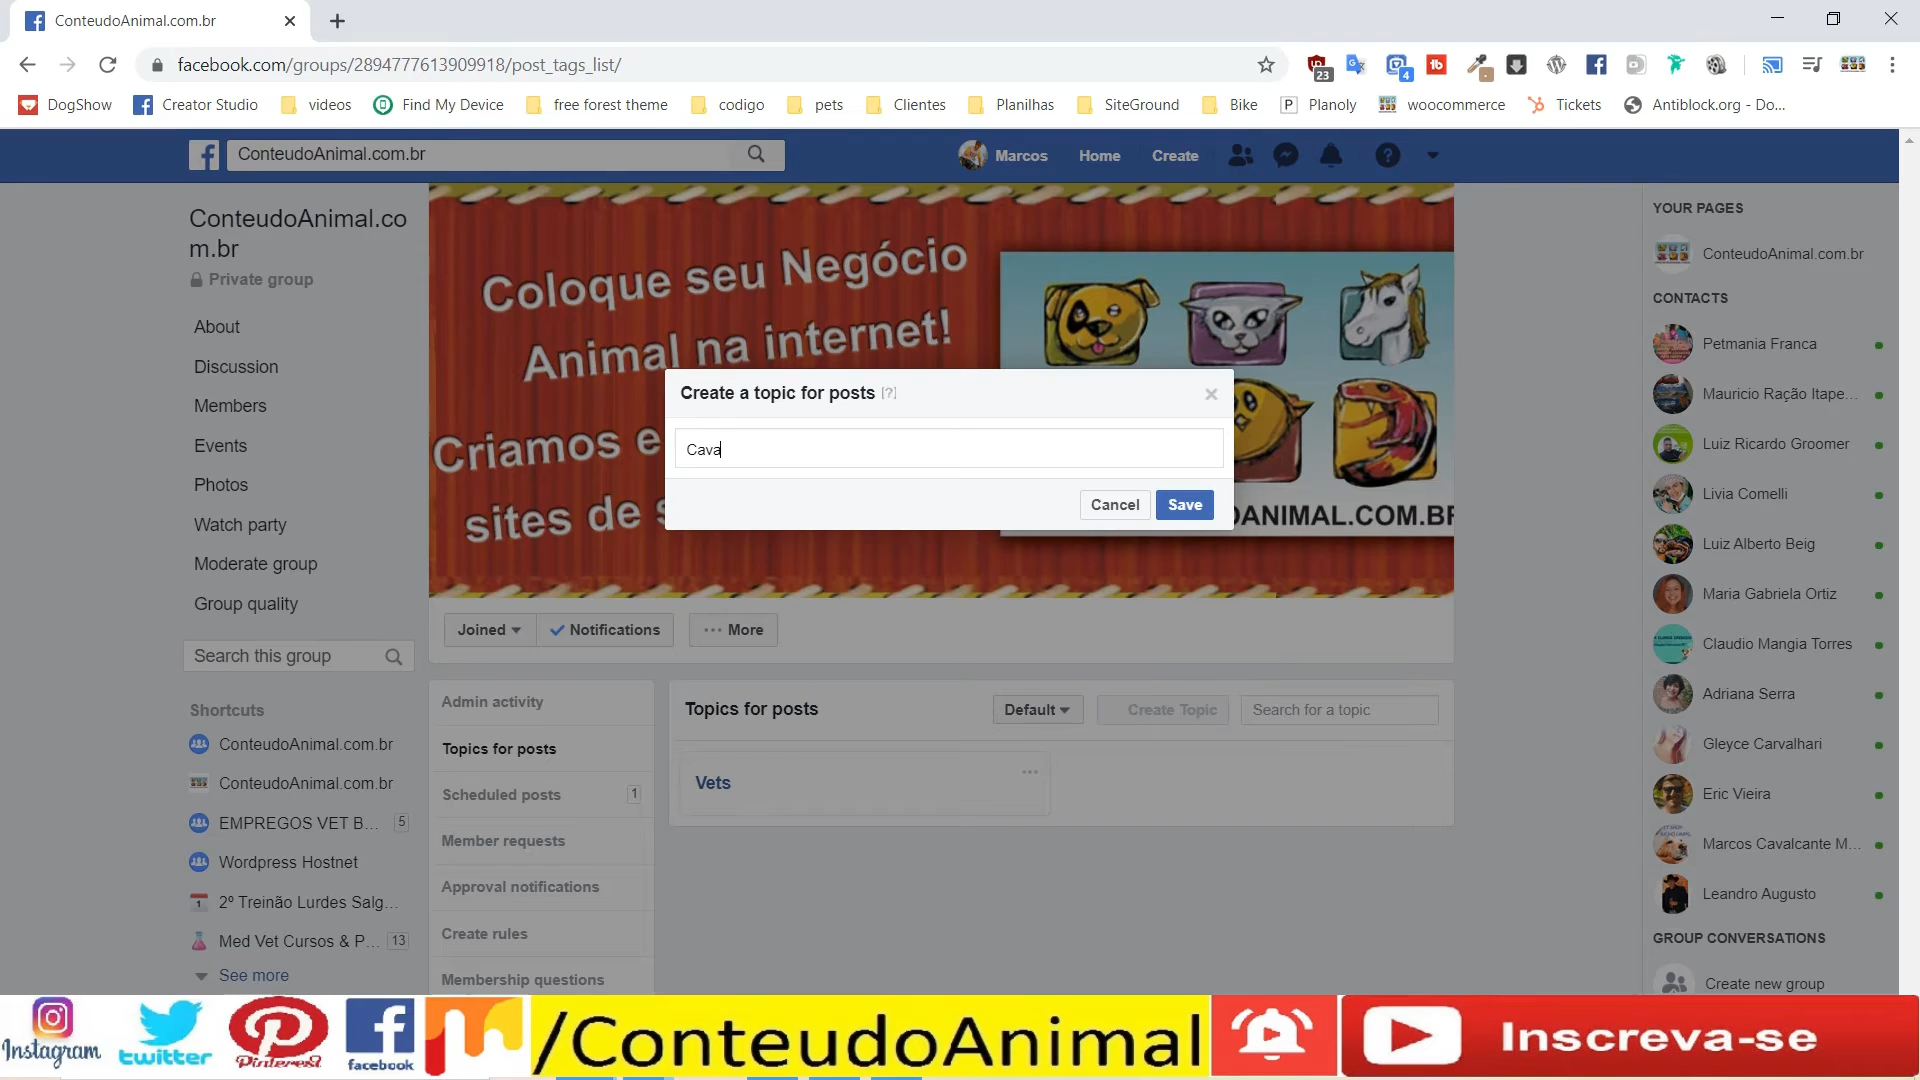 ConteudoAnimal.com.br
facebook.com/groups/2894777613909918/post_tags_list/
23
4
DogShow
Creator Studio
videos
Find My Device
free forest theme
codigo
pets
Clientes
Planilhas
SiteGround
Bike
Planoly
woocommerce
Tickets
Antiblock.org - Do...
ConteudoAnimal.com.br
Marcos
Home
Create
ConteudoAnimal.co
m.br
Private group
About
Discussion
Members
Events
Photos
Watch party
Moderate group
Group quality
Search this group
Shortcuts
ConteudoAnimal.com.br
ConteudoAnimal.com.br
EMPREGOS VET B... 5
Wordpress Hostnet
2º Treinão Lurdes Salg...
Med Vet Cursos & P... 13
See more
Coloque seu Negócio
Animal na internet!
Criamos e
sites de s
DANIMAL.COM.BR
Create a topic for posts [?]
Cava
Cancel
Save
Joined
Notifications
More
Admin activity
Topics for posts
Scheduled posts 1
Member requests
Approval notifications
Create rules
Membership questions
Topics for posts
Default
Create Topic
Search for a topic
Vets
YOUR PAGES
ConteudoAnimal.com.br
CONTACTS
Petmania Franca
Mauricio Ração Itape...
Luiz Ricardo Groomer
Livia Comelli
Luiz Alberto Beig
Maria Gabriela Ortiz
Claudio Mangia Torres
Adriana Serra
Gleyce Carvalhari
Eric Vieira
Marcos Cavalcante M...
Leandro Augusto
GROUP CONVERSATIONS
Create new group
Instagram
twitter
Pinterest
facebook
/ConteudoAnimal
Inscreva-se